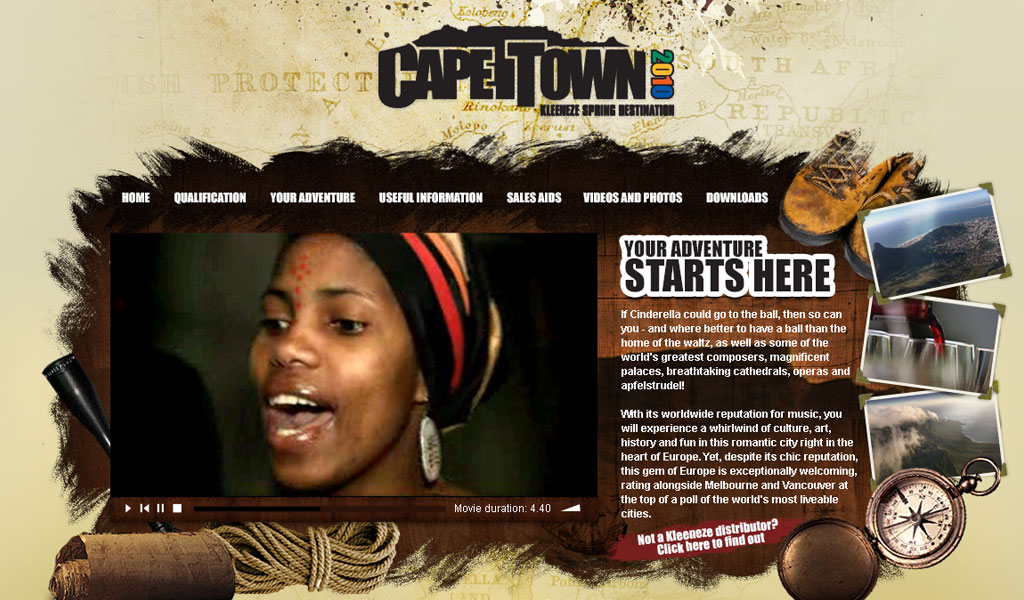 Kolobeng
SH PROTECT
SOUTH AFR
CAPE TOWN
2010
KLEENEZE SPRING DESTINATION
Molopo
REPUBLIC
TRANSVAAL
HOME
QUALIFICATION
YOUR ADVENTURE
USEFUL INFORMATION
SALES AIDS
VIDEOS AND PHOTOS
DOWNLOADS
YOUR ADVENTURE
STARTS HERE
If Cinderella could go to the ball, then so can
you - and where better to have a ball than the
home of the waltz, as well as some of the
world's greatest composers, magnificent
palaces, breathtaking cathedrals, operas and
apfelstrudel!
With its worldwide reputation for music, you
will experience a whirlwind of culture, art,
history and fun in this romantic city right in the
heart of Europe. Yet, despite its chic reputation,
this gem of Europe is exceptionally welcoming,
rating alongside Melbourne and Vancouver at
the top of a poll of the world's most liveable
cities.
Movie duration: 4.40
Not a Kleeneze distributor?
Click here to find out